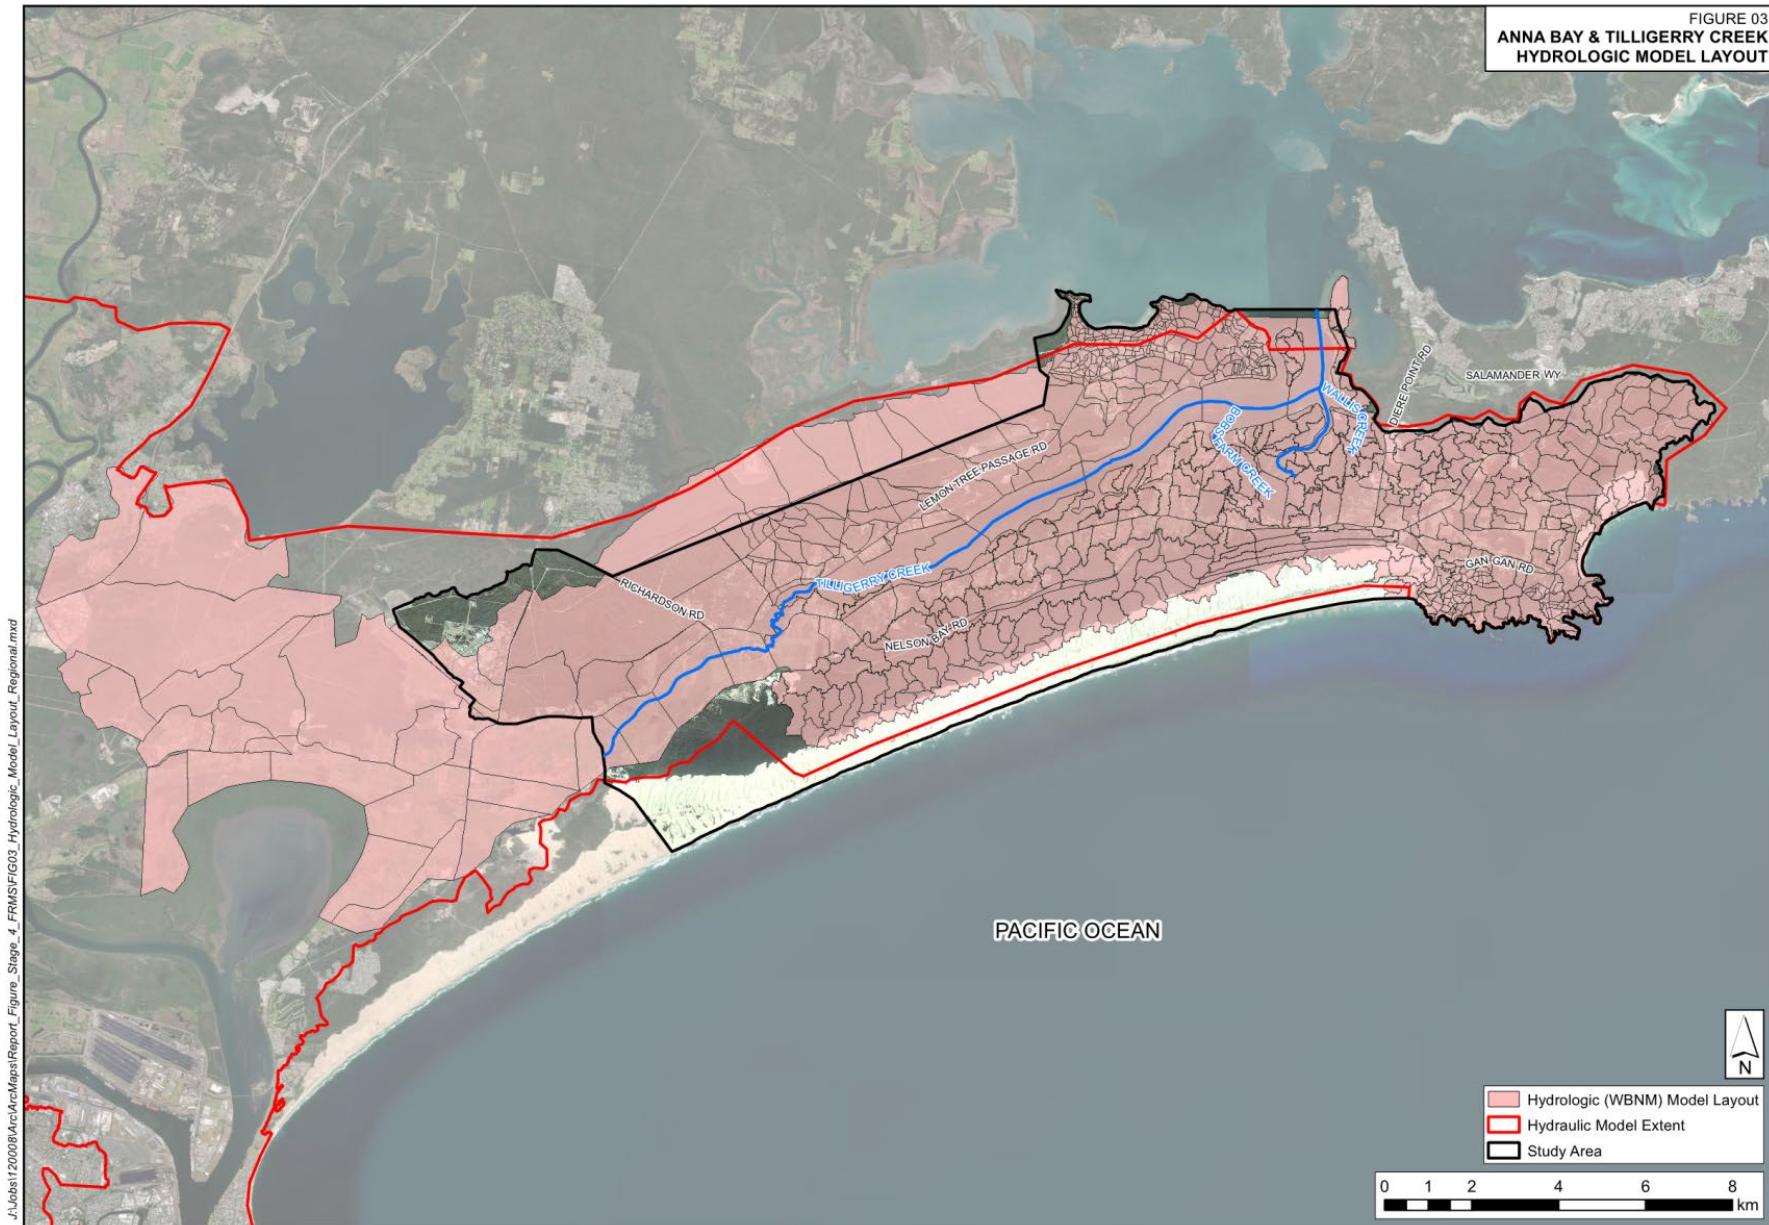 FIGURE 03
ANNA BAY & TILLIGERRY CREEK
HYDROLOGIC MODEL LAYOUT
DIERE POINT RD
SALAMANDER WY
WALLIS CREEK
BOBS
FARM CREEK
LEMON TREE PASSAGE RD
GAN GAN RD
TILLIGERRY CREEK
RICHARDSON RD
NELSON BAY RD
PACIFIC OCEAN
N
Hydrologic (WBNM) Model Layout
Hydraulic Model Extent
Study Area
0 1 2 4 6 8
km
J:\Jobs\120008\Arc\ArcMaps\Report_Figure_Stage_4_FRMS\FIG03_Hydrologic_Model_Layout_Regional.mxd